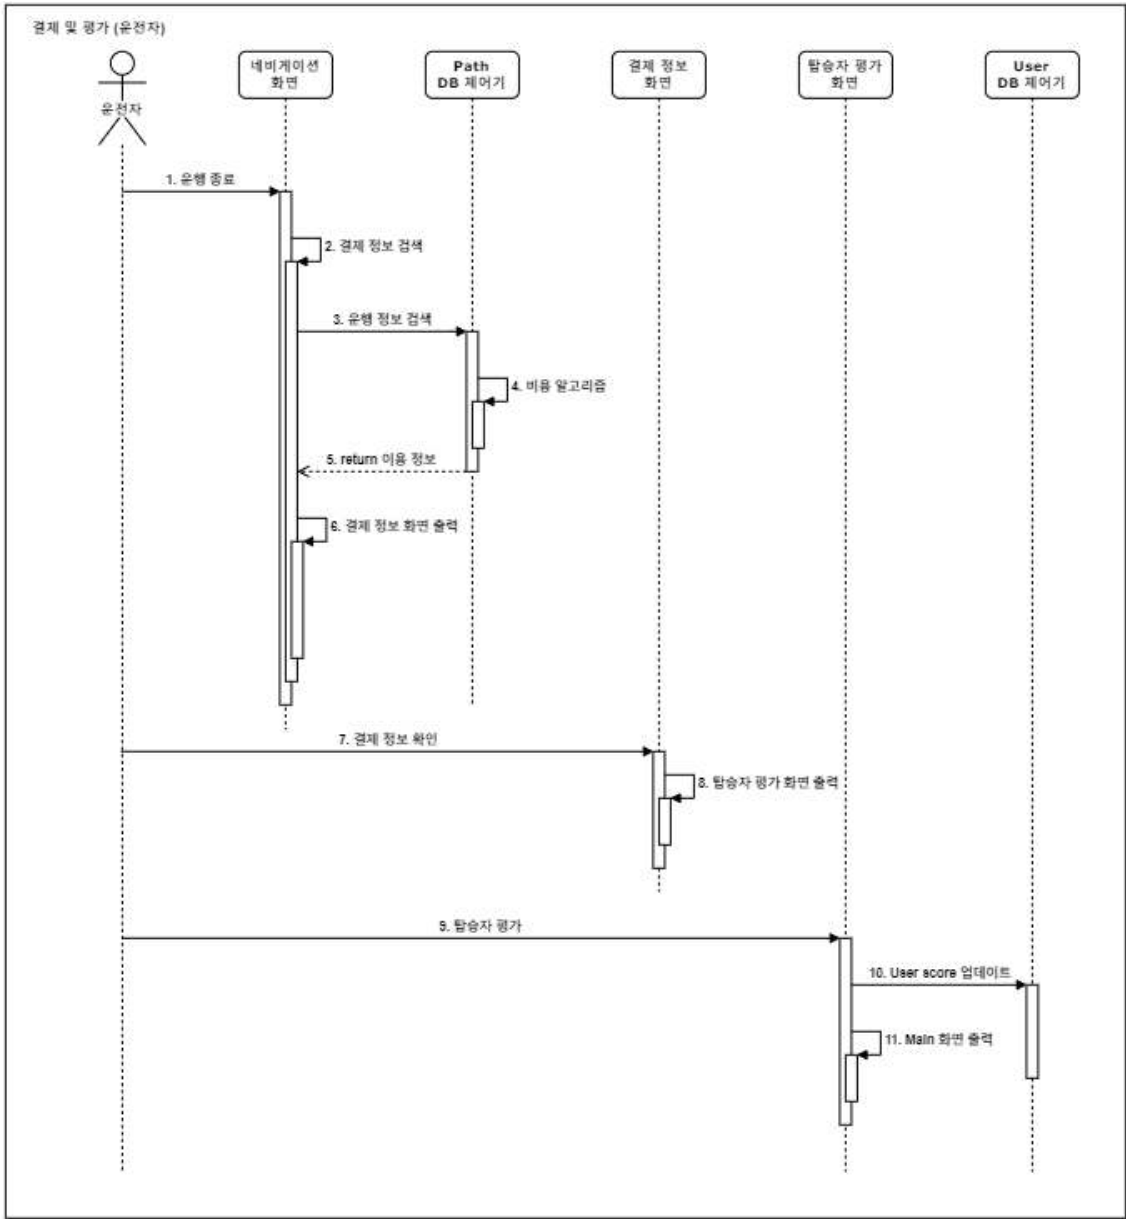 결제 및 평가 (운전자)
운전자
네비게이션
화면
Path
DB 제어기
결제 정보
화면
탑승자 평가
화면
User
DB 제어기
1. 운행 종료
2. 결제 정보 검색
3. 운행 정보 검색
4. 비용 알고리즘
5. return 이용 정보
6. 결제 정보 화면 출력
7. 결제 정보 확인
8. 탑승자 평가 화면 출력
9. 탑승자 평가
10. User score 업데이트
11. Main 화면 출력